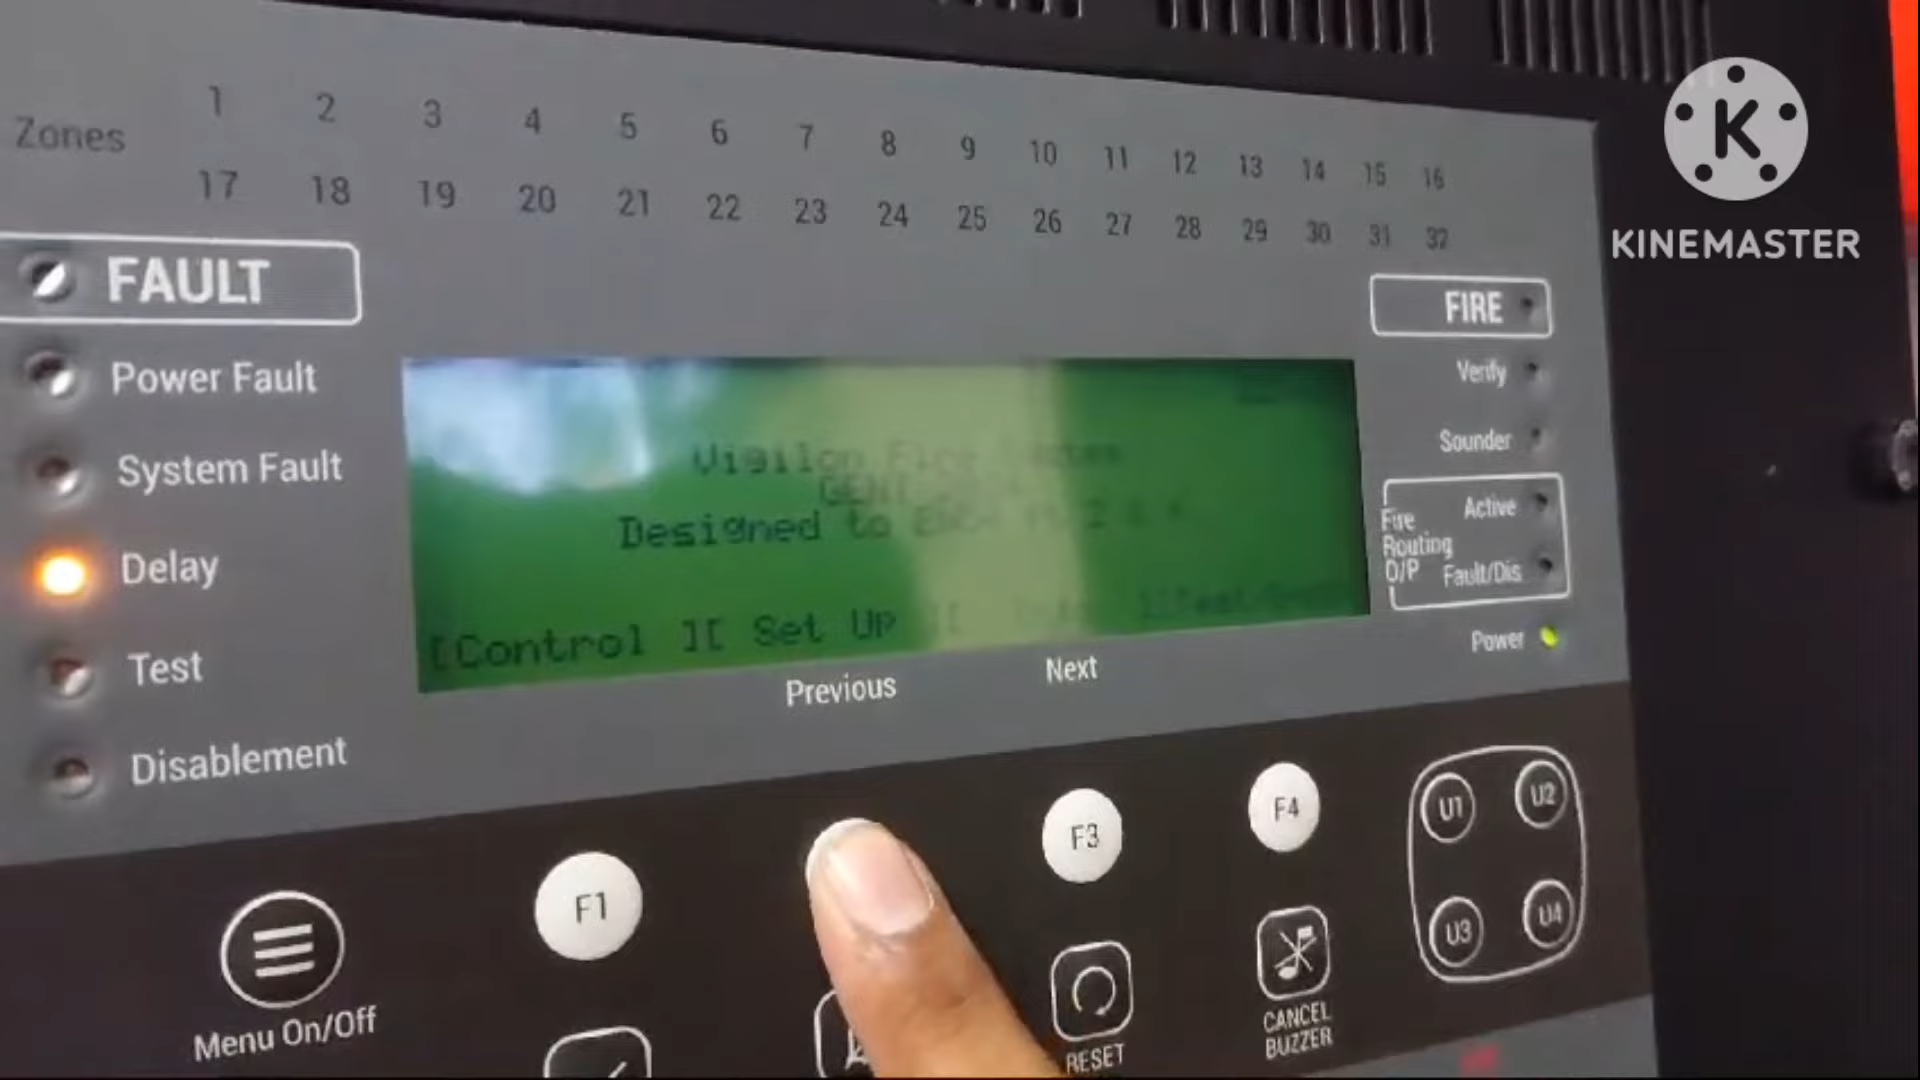 Zones 1 2 3 4 5 6 7 8 9 10 11 12 13 14 15 16
17 18 19 20 21 22 23 24 25 26 27 28 29 30 31 32
K
KINEMASTER
FAULT
Power Fault
System Fault
Delay
Test
Disablement
Vigilon Fire
GENT
Designed to
[Control ][ Set Up ][
Previous Next
FIRE
Verify
Sounder
Active
Fire
Routing
O/P
Fault/Dis
Power
F1 F3 F4
U1 U2
U3 U4
Menu On/Off
RESET
CANCEL
BUZZER